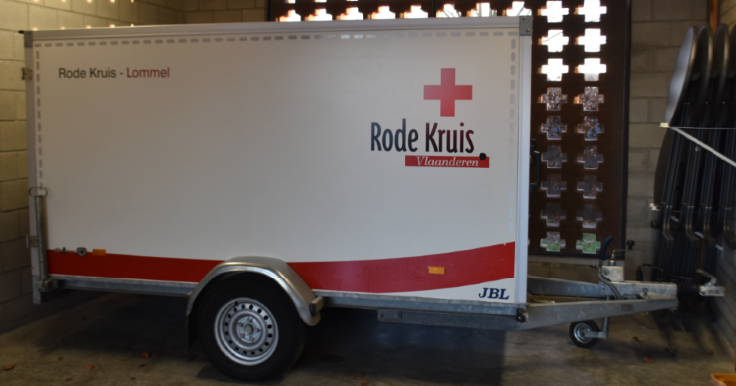 Rode Kruis - Lommel
Rode Kruis
Vlaanderen
JBL